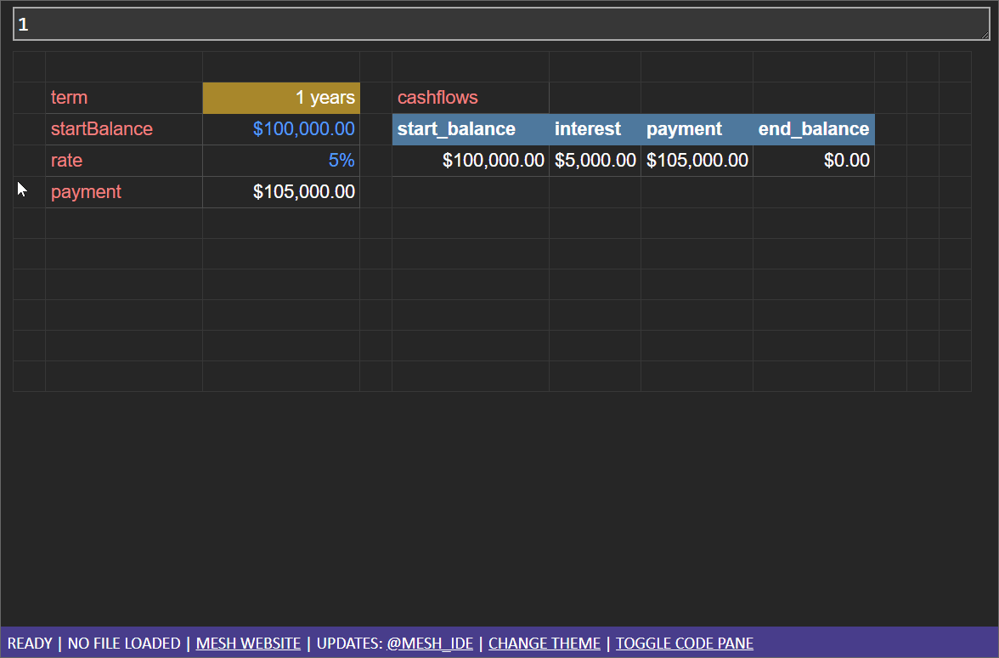 1
term 1 years cashflows
startBalance $100,000.00 start_balance interest payment end_balance
rate 5% $100,000.00 $5,000.00 $105,000.00 $0.00
payment $105,000.00
READY | NO FILE LOADED | MESH WEBSITE | UPDATES: @MESH_IDE | CHANGE THEME | TOGGLE CODE PANE